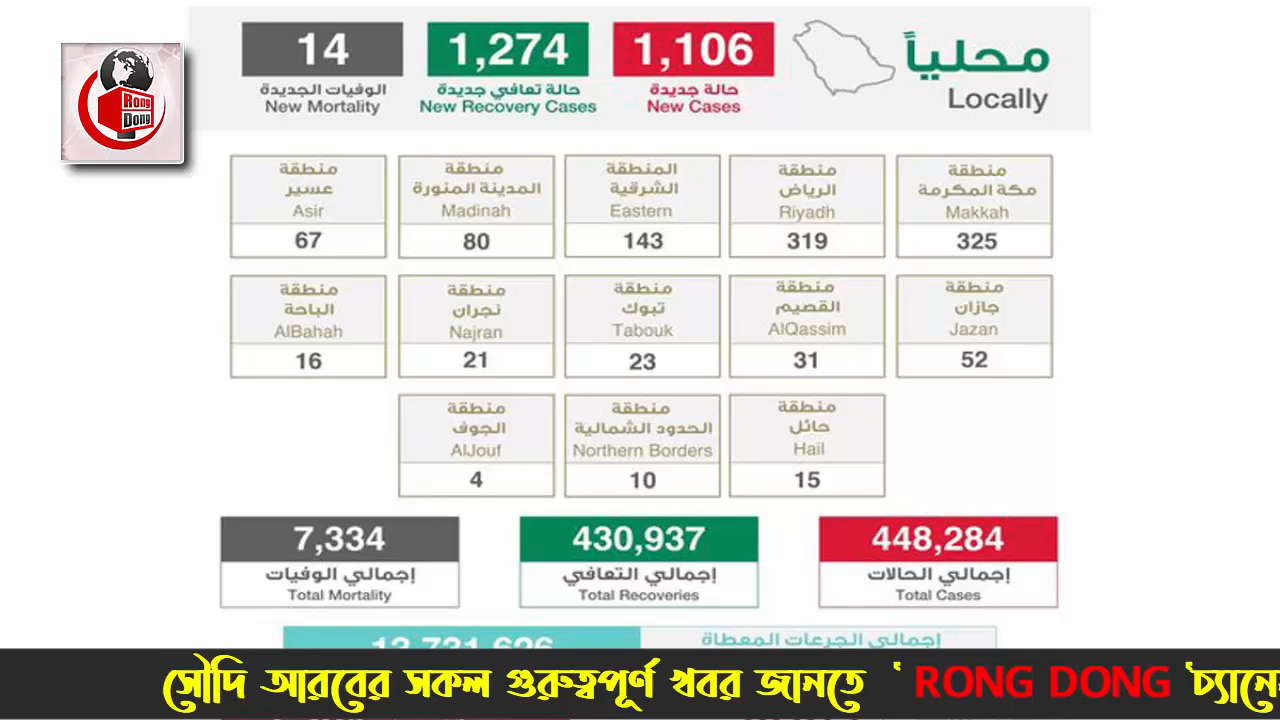 14
1,274
1,106
محلياً
الوفيات الجديدة
حالة تعافي جديدة
حالة جديدة
New Mortality
New Recovery Cases
New Cases
Locally
Rong
Dong
منطقة
عسير
Asir
67
منطقة
المدينة المنورة
Madinah
80
المنطقة
الشرقية
Eastern
143
منطقة
الرياض
Riyadh
319
منطقة
مكة المكرمة
Makkah
325
منطقة
الباحة
AlBahah
16
منطقة
نجران
Najran
21
منطقة
تبوك
Tabouk
23
منطقة
القصيم
AlQassim
31
منطقة
جازان
Jazan
52
منطقة
الجوف
AlJouf
4
منطقة
الحدود الشمالية
Northern Borders
10
منطقة
حائل
Hail
15
7,334
إجمالي الوفيات
Total Mortality
430,937
إجمالي التعافي
Total Recoveries
448,284
إجمالي الحالات
Total Cases
إجمالي الجرعات المعطاة
সৌদি আরবের সকল গুরুত্বপূর্ণ খবর জানতে ‘ RONG DONG ’চ্যানে